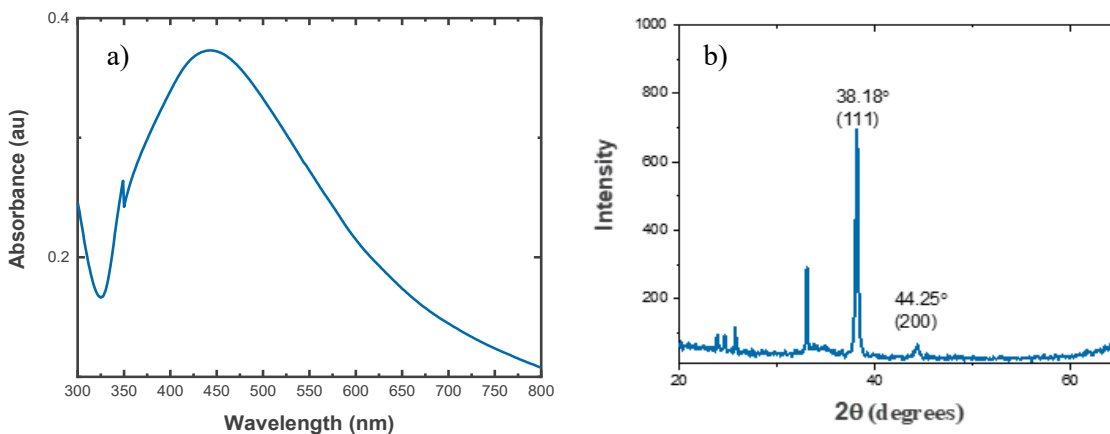 a)
0.4
0.2
Absorbance (au)
300 350 400 450 500 550 600 650 700 750 800
Wavelength (nm)
b)
1000
800
600
400
200
Intensity
38.18°
(111)
44.25°
(200)
20 40 60
2θ (degrees)